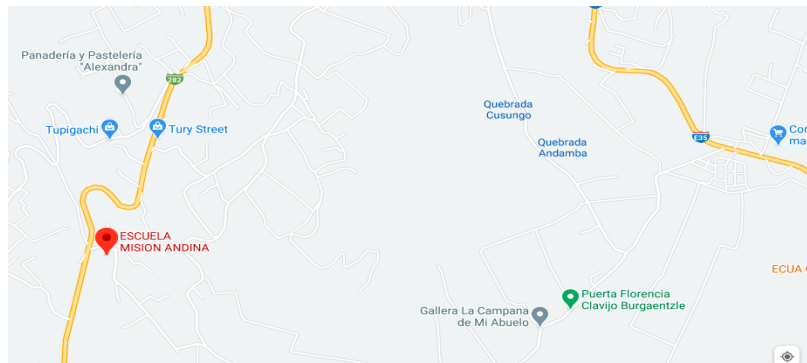 Panadería y Pastelería
"Alexandra"
282
Tupigachi
Tury Street
Quebrada
Cusungo
Quebrada
Andamba
E35
ESCUELA
MISION ANDINA
ECUA
Puerta Florencia
Clavijo Burgaentzle
Gallera La Campana
de Mi Abuelo